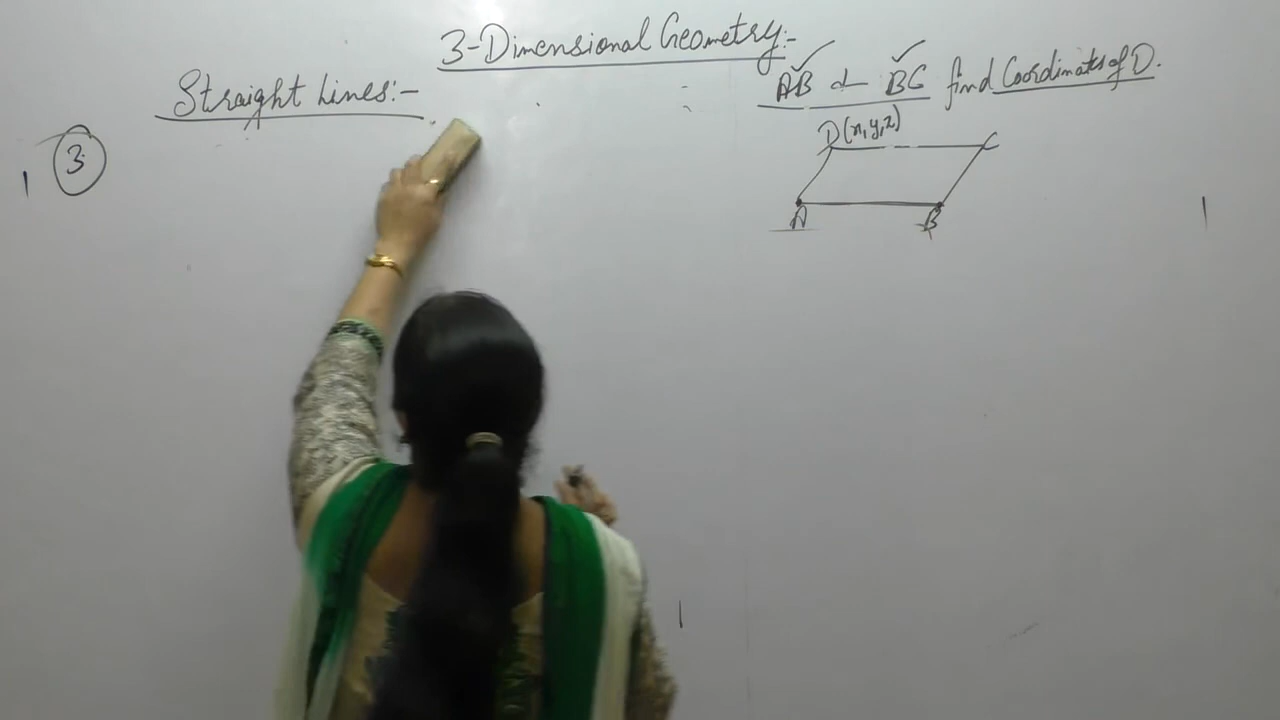 3-Dimensional Geometry:-
Straight Lines:-
AB & BC find Coordinates of D.
3
D(x,y,z) C
A B